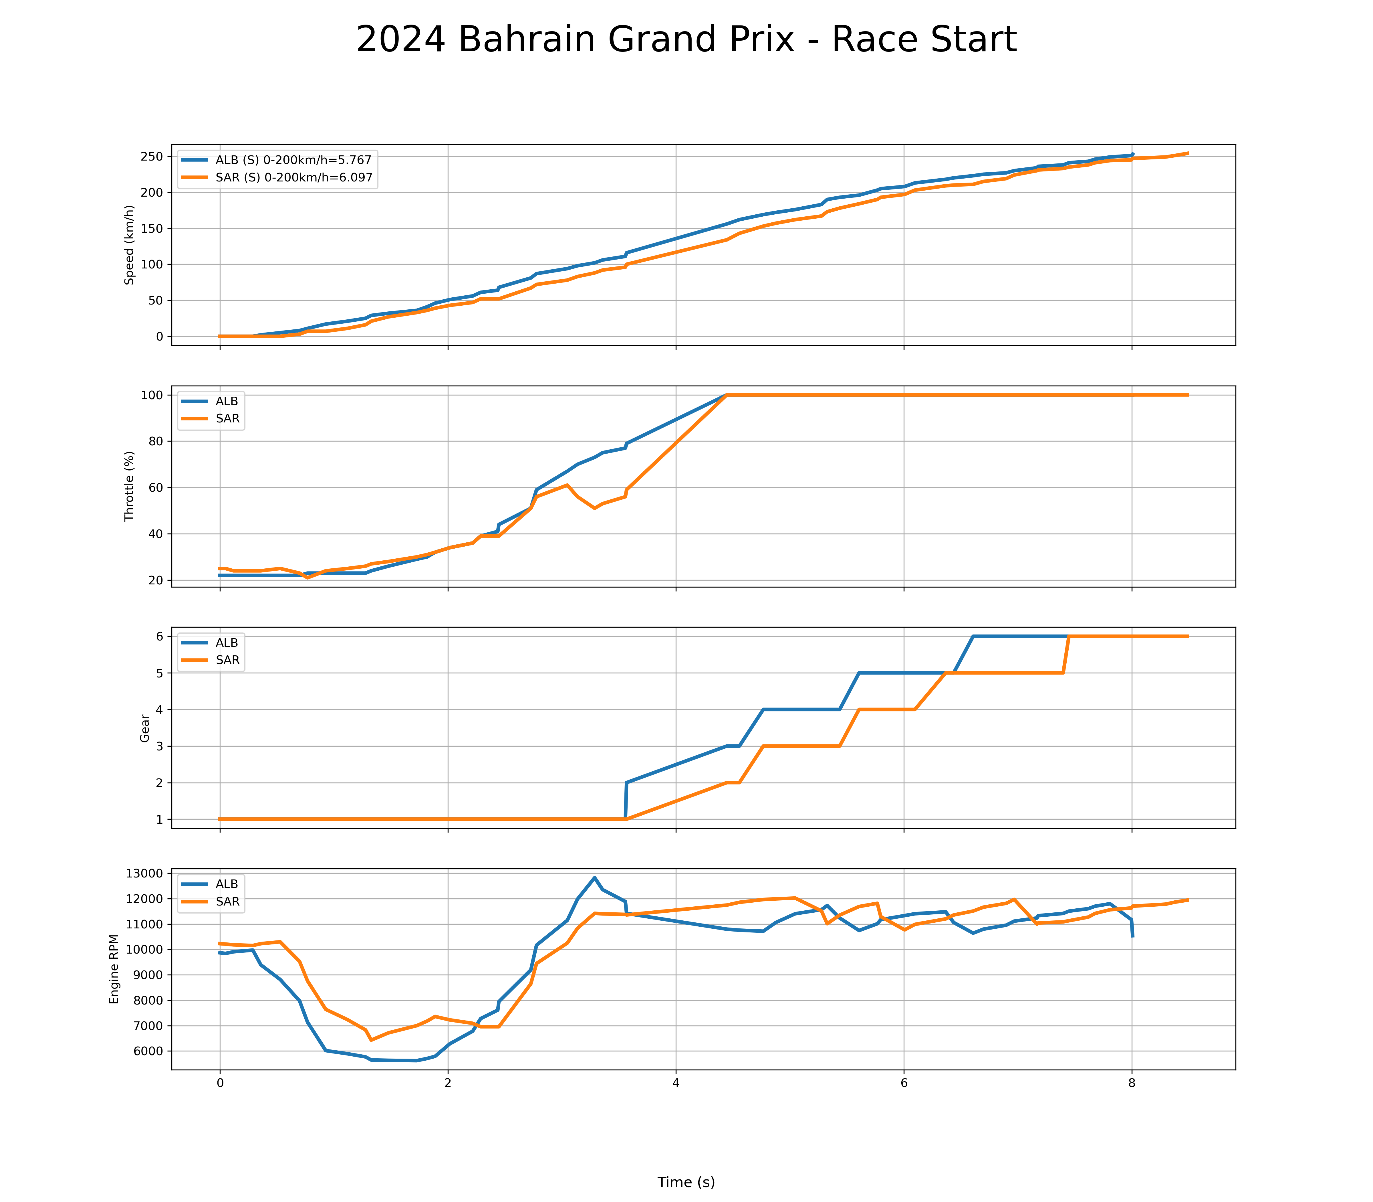 2024 Bahrain Grand Prix - Race Start
ALB (S) 0-200km/h=5.767
SAR (S) 0-200km/h=6.097
250
200
150
100
50
0
Speed (km/h)
ALB
SAR
100
80
60
40
20
Throttle (%)
ALB
SAR
6
5
4
3
2
1
Gear
ALB
SAR
13000
12000
11000
10000
9000
8000
7000
6000
Engine RPM
0 2 4 6 8
Time (s)